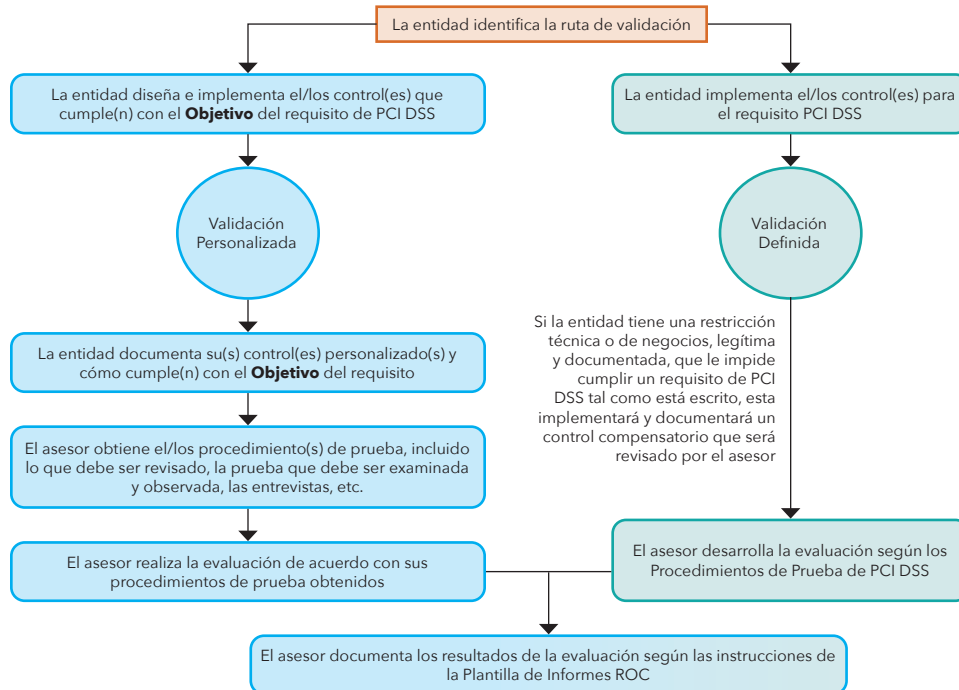 La entidad identifica la ruta de validación
La entidad diseña e implementa el/los control(es) que
cumple(n) con el Objetivo del requisito de PCI DSS
La entidad implementa el/los control(es) para
el requisito PCI DSS
Validación
Personalizada
Validación
Definida
Si la entidad tiene una restricción
técnica o de negocios, legítima
y documentada, que le impide
cumplir un requisito de PCI
DSS tal como está escrito, esta
implementará y documentará un
control compensatorio que será
revisado por el asesor
La entidad documenta su(s) control(es) personalizado(s) y
cómo cumple(n) con el Objetivo del requisito
El asesor obtiene el/los procedimiento(s) de prueba, incluido
lo que debe ser revisado, la prueba que debe ser examinada
y observada, las entrevistas, etc.
El asesor realiza la evaluación de acuerdo con sus
procedimientos de prueba obtenidos
El asesor desarrolla la evaluación según los
Procedimientos de Prueba de PCI DSS
El asesor documenta los resultados de la evaluación según las instrucciones de
la Plantilla de Informes ROC